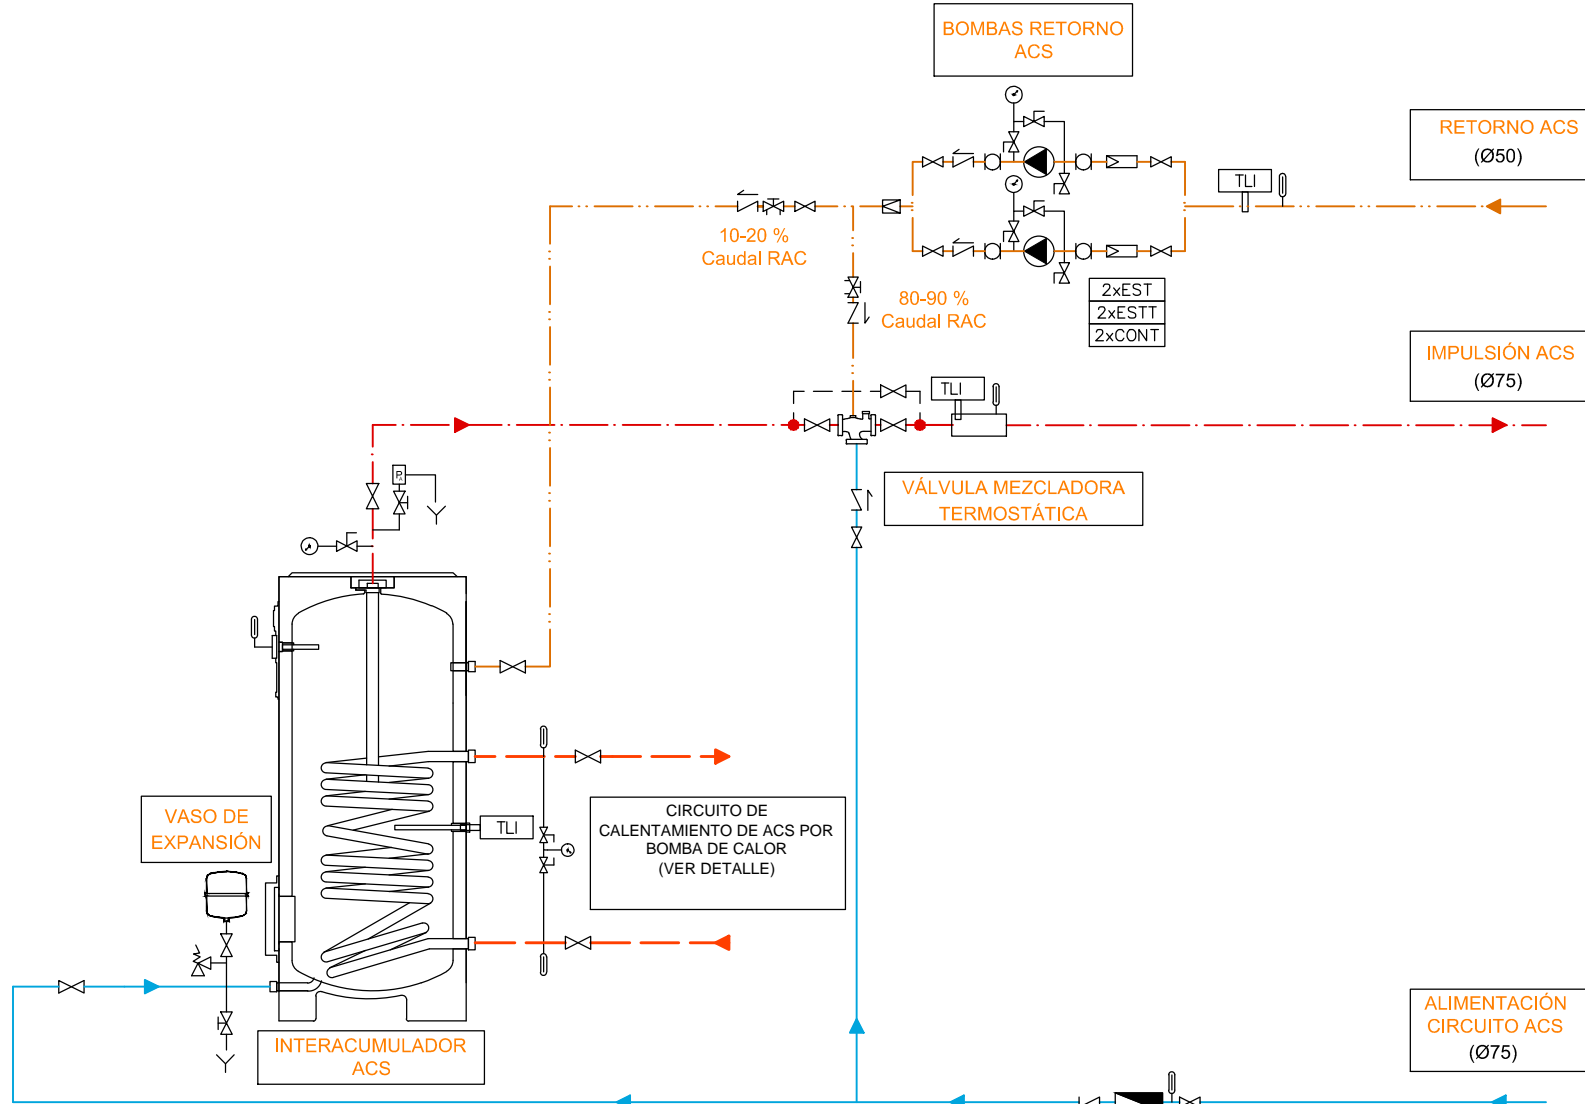 BOMBAS RETORNO
ACS
RETORNO ACS
(Ø50)
TLI
10-20 %
Caudal RAC
80-90 %
Caudal RAC
2xEST
2xESTT
2xCONT
IMPULSIÓN ACS
(Ø75)
TLI
VÁLVULA MEZCLADORA
TERMOSTÁTICA
PA
VASO DE
EXPANSIÓN
TLI
CIRCUITO DE
CALENTAMIENTO DE ACS POR
BOMBA DE CALOR
(VER DETALLE)
INTERACUMULADOR
ACS
ALIMENTACIÓN
CIRCUITO ACS
(Ø75)